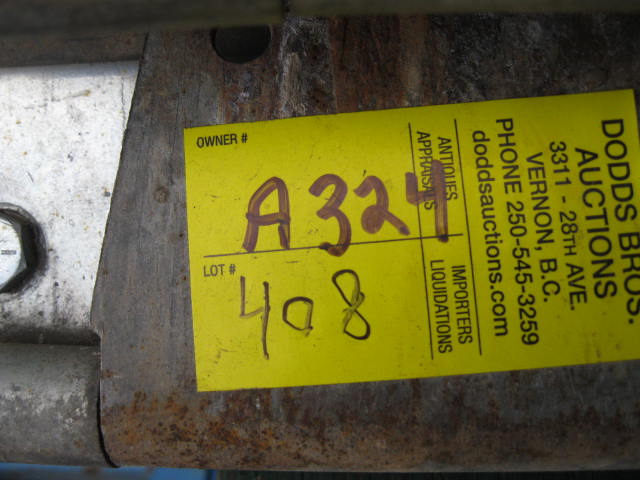 OWNER #
A324
LOT #
408
ANTIQUES
APPRAISALS
IMPORTERS
LIQUIDATIONS
DODDS BROS.
AUCTIONS
3311 - 28TH AVE.
VERNON, B.C.
PHONE 250-545-3259
doddsauctions.com